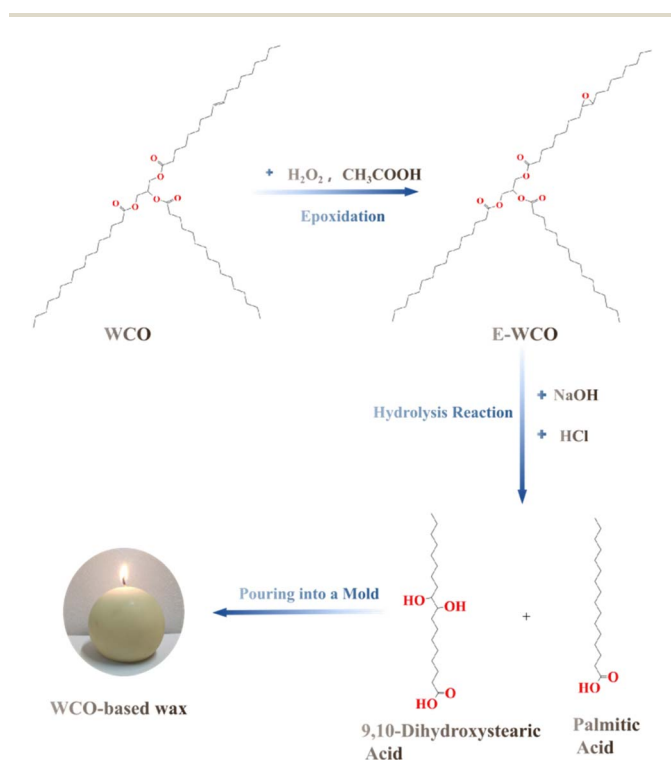 O
O
O
O
O
O
+ H₂O₂ , CH₃COOH
Epoxidation
WCO
O
O
O
O
O
O
O
E-WCO
Hydrolysis Reaction
+ NaOH
+ HCl
HO
OH
O
HO
+
O
HO
Pouring into a Mold
WCO-based wax
9,10-Dihydroxystearic
Acid
Palmitic
Acid